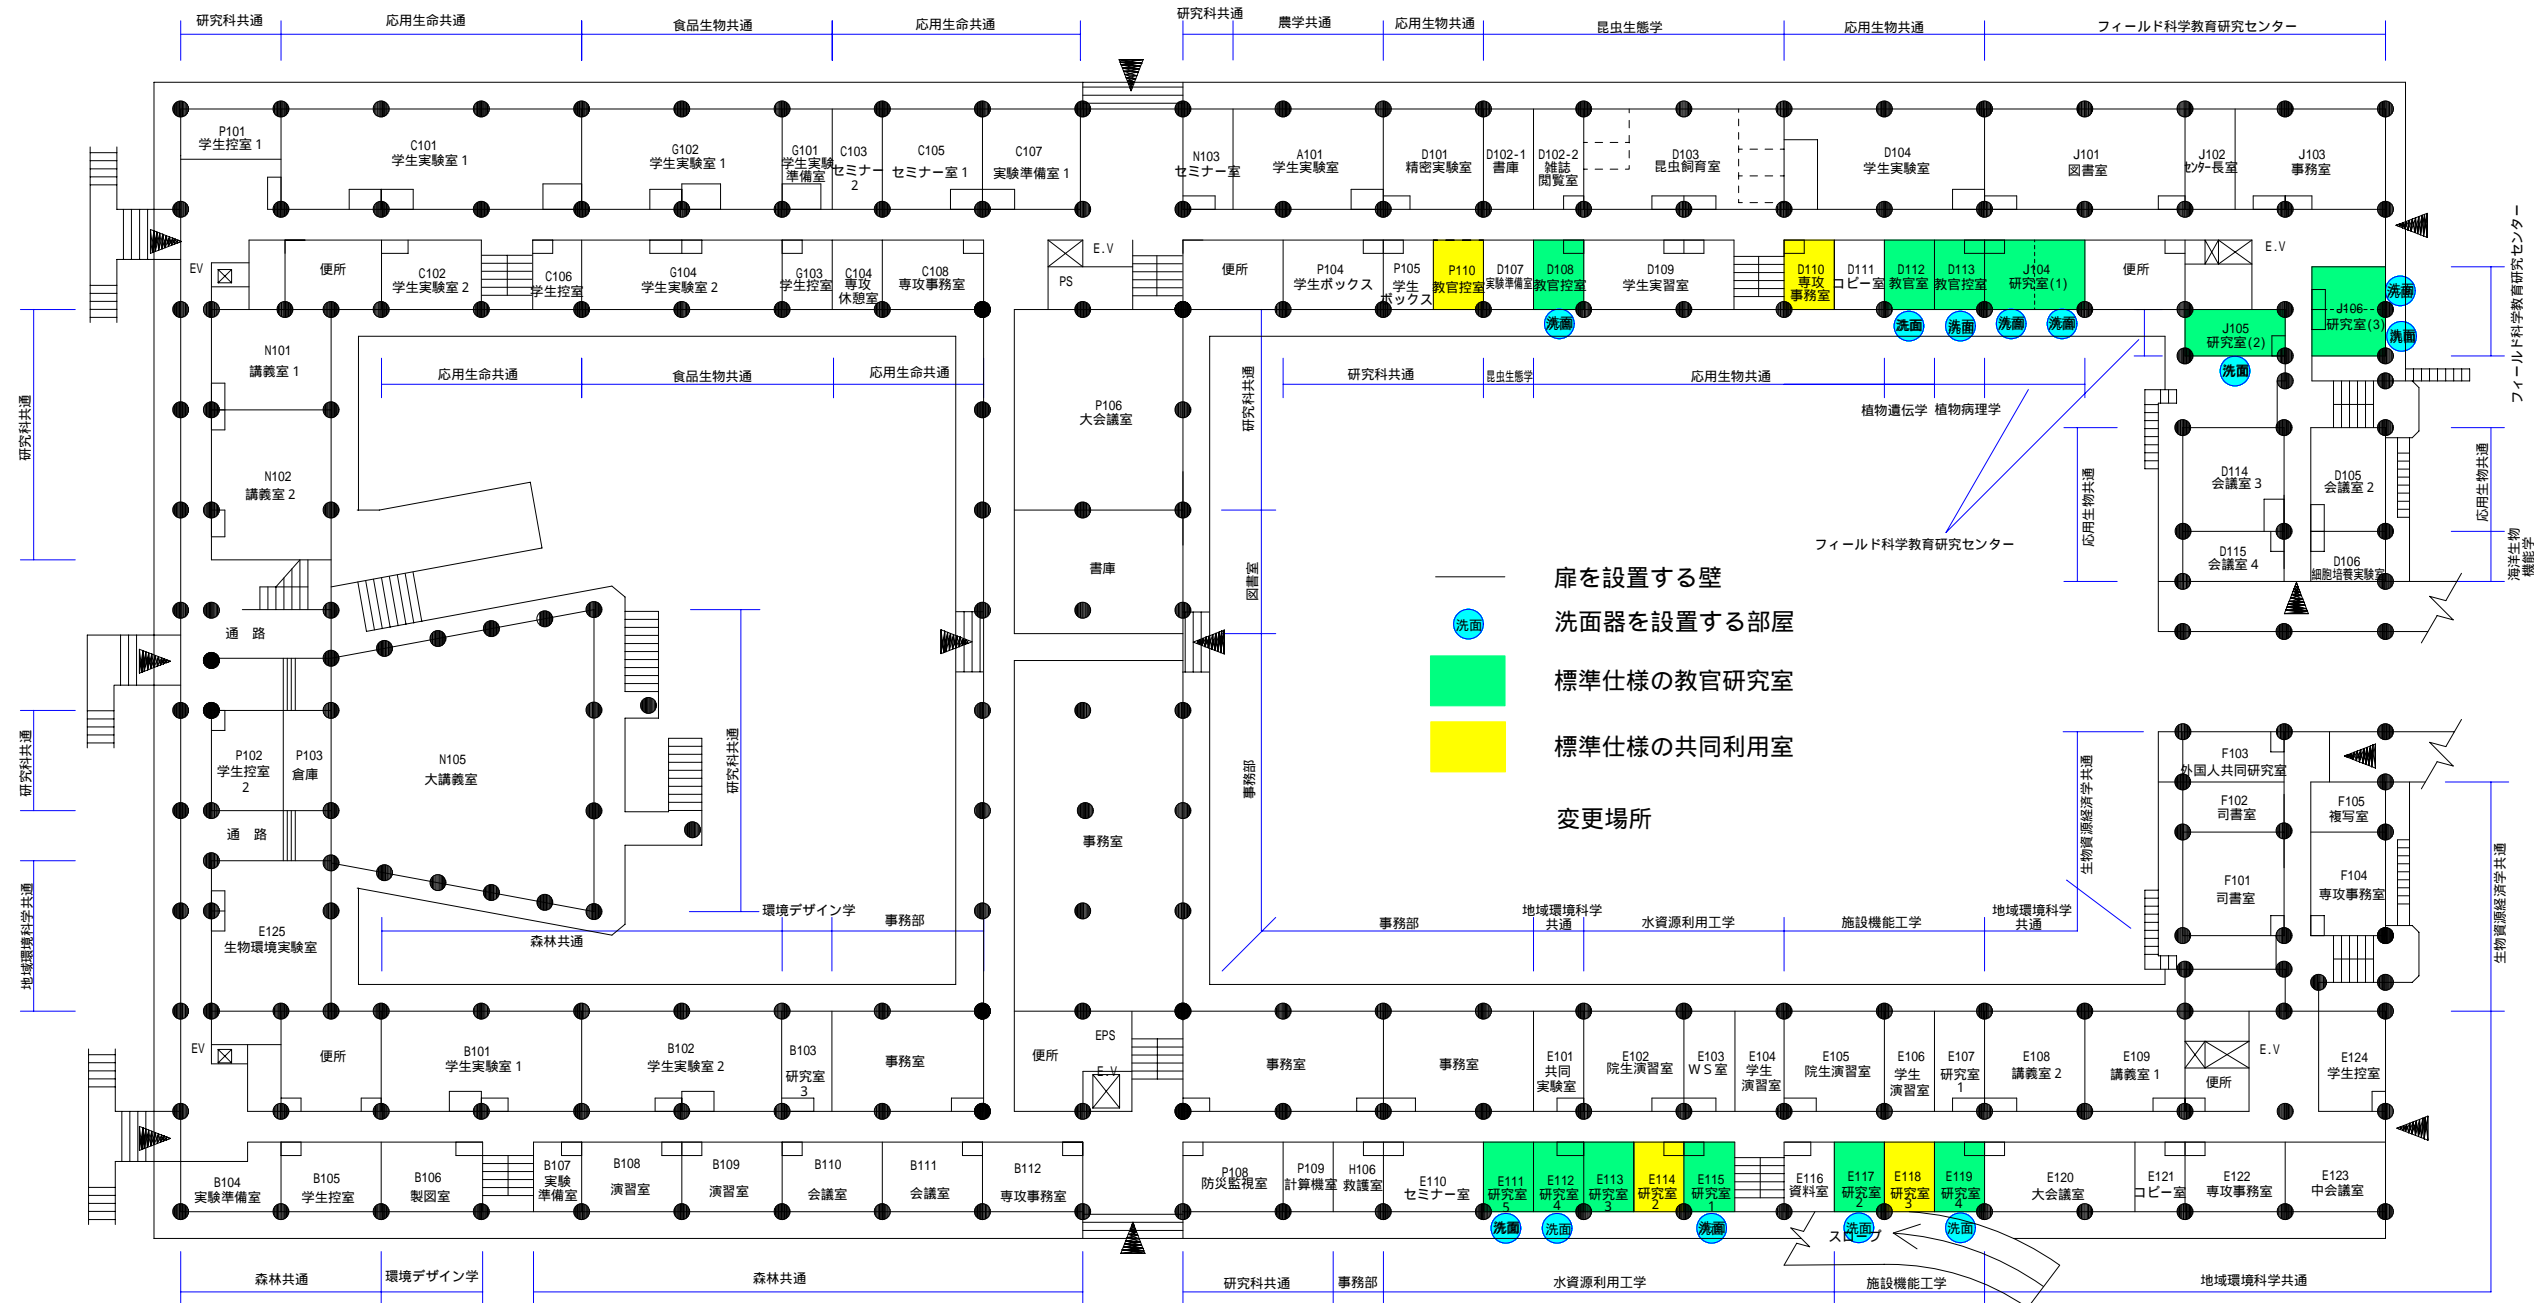 研究科共通
応用生命共通
食品生物共通
応用生命共通
研究科共通
農学共通
応用生物共通
昆虫生態学
応用生物共通
フィールド科学教育研究センター
P101
学生控室 1
C101
学生実験室 1
G102
学生実験室 1
G101
学生実験
準備室
C103
セミナー
2
C105
セミナー室 1
C107
実験準備室 1
N103
セミナー室
A101
学生実験室
D101
精密実験室
D102-1
書庫
D102-2
雑誌
閲覧室
D103
昆虫飼育室
D104
学生実験室
J101
図書室
J102
センター長室
J103
事務室
EV
便所
C102
学生実験室 2
C106
学生控室
G104
学生実験室 2
G103
学生控室
C104
専攻
休憩室
C108
専攻事務室
E.V
PS
便所
P104
学生ボックス
P105
学生
ボックス
P110
教官控室
D107
実験準備室
D108
教官控室
D109
学生実習室
D110
専攻
事務室
D111
コピー室
D112
教官室
D113
教官控室
J104
研究室(1)
便所
E.V
洗面
洗面
洗面
洗面
洗面
J105
研究室(2)
洗面
J106
研究室(3)
洗面
洗面
フィールド科学教育研究センター
N101
講義室 1
N102
講義室 2
研究科共通
応用生命共通
食品生物共通
応用生命共通
P106
大会議室
研究科共通
研究科共通
昆虫生態学
応用生物共通
植物遺伝学
植物病理学
フィールド科学教育研究センター
応用生物共通
D114
会議室 3
D105
会議室 2
D115
会議室 4
D106
細胞培養実験室
応用生物共通
海洋生物
機能学
書庫
図書室
扉を設置する壁
洗面
洗面器を設置する部屋
標準仕様の教官研究室
標準仕様の共同利用室
変更場所
通 路
P102
学生控室
2
P103
倉庫
N105
大講義室
研究科共通
研究科共通
通 路
E125
生物環境実験室
地域環境科学共通
事務室
事務部
生物資源経済学共通
F103
外国人共同研究室
F102
司書室
F105
複写室
F101
司書室
F104
専攻事務室
生物資源経済学共通
森林共通
環境デザイン学
事務部
事務部
地域環境科学
共通
水資源利用工学
施設機能工学
地域環境科学
共通
EV
便所
B101
学生実験室 1
B102
学生実験室 2
B103
研究室
3
事務室
便所
EPS
E.V
事務室
事務室
E101
共同
実験室
E102
院生演習室
E103
WS室
E104
学生
演習室
E105
院生演習室
E106
学生
演習室
E107
研究室
1
E108
講義室 2
E109
講義室 1
便所
E.V
E124
学生控室
B104
実験準備室
B105
学生控室
B106
製図室
B107
実験
準備室
B108
演習室
B109
演習室
B110
会議室
B111
会議室
B112
専攻事務室
P108
防災監視室
P109
計算機室
H106
救護室
E110
セミナー室
E111
研究室
5
E112
研究室
4
E113
研究室
3
E114
研究室
2
E115
研究室
1
E116
資料室
E117
研究室
2
E118
研究室
3
E119
研究室
4
E120
大会議室
E121
コピー室
E122
専攻事務室
E123
中会議室
洗面
洗面
洗面
洗面
洗面
スロープ
森林共通
環境デザイン学
森林共通
研究科共通
事務部
水資源利用工学
施設機能工学
地域環境科学共通